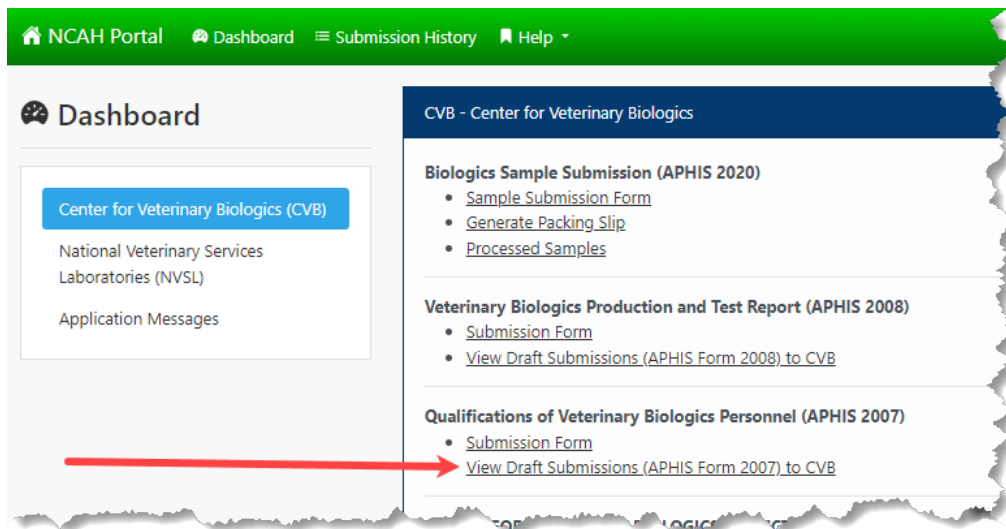 NCAH Portal Dashboard Submission History Help
Dashboard
Center for Veterinary Biologics (CVB)
National Veterinary Services
Laboratories (NVSL)
Application Messages
CVB - Center for Veterinary Biologics
Biologics Sample Submission (APHIS 2020)
Sample Submission Form
Generate Packing Slip
Processed Samples
Veterinary Biologics Production and Test Report (APHIS 2008)
Submission Form
View Draft Submissions (APHIS Form 2008) to CVB
Qualifications of Veterinary Biologics Personnel (APHIS 2007)
Submission Form
View Draft Submissions (APHIS Form 2007) to CVB